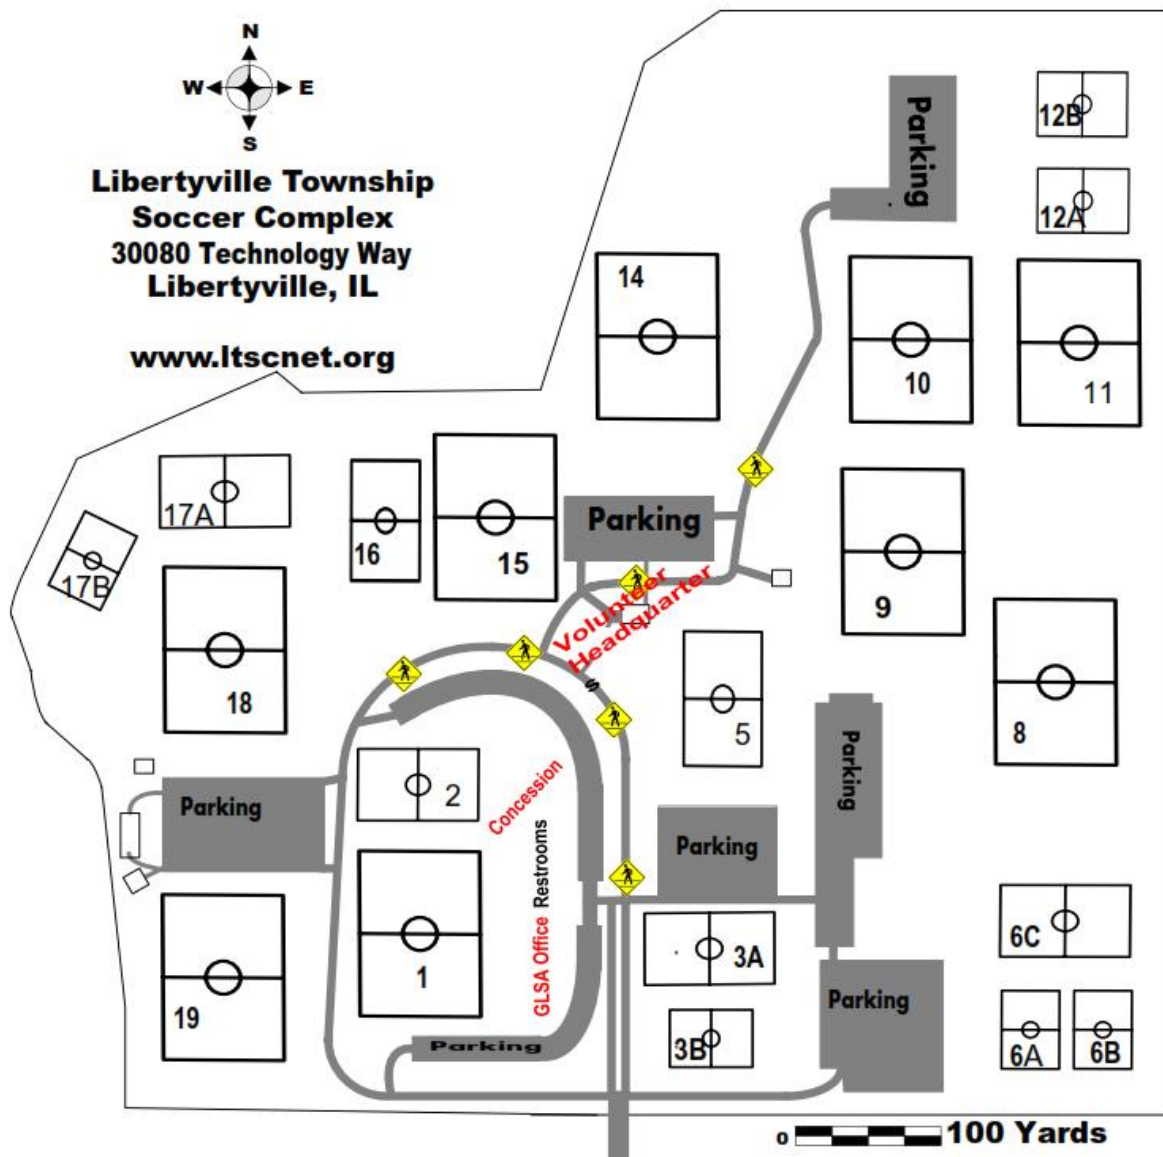 N
W E
S
Libertyville Township
Soccer Complex
30080 Technology Way
Libertyville, IL
www.ltscnet.org
Parking
12B
12A
14
10
11
17A
17B
16
15
Parking
9
Volunteer
Headquarter
s
18
5
8
Parking
2
Parking
Concession
Parking
Restrooms
GLSA Office
1
19
3A
6C
Parking
Parking
3B
6A
6B
0 100 Yards